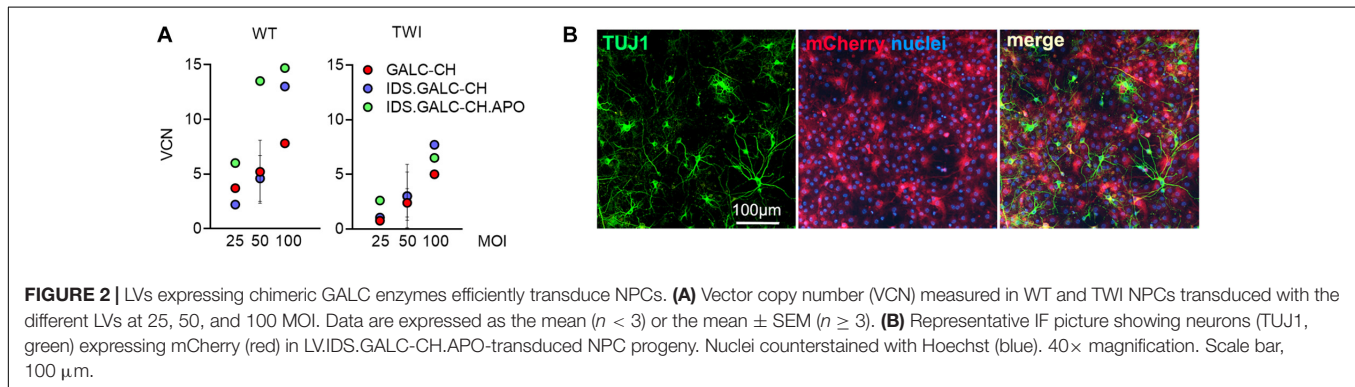 A
WT
TWI
15
10
5
0
VCN
25 50 100
15
10
5
0
25 50 100
MOI
GALC-CH
IDS.GALC-CH
IDS.GALC-CH.APO
B
TUJ1
100µm
mCherry nuclei
merge
FIGURE 2 | LVs expressing chimeric GALC enzymes efficiently transduce NPCs. (A) Vector copy number (VCN) measured in WT and TWI NPCs transduced with the
different LVs at 25, 50, and 100 MOI. Data are expressed as the mean (n < 3) or the mean ± SEM (n ≥ 3). (B) Representative IF picture showing neurons (TUJ1,
green) expressing mCherry (red) in LV.IDS.GALC-CH.APO-transduced NPC progeny. Nuclei counterstained with Hoechst (blue). 40× magnification. Scale bar,
100 µm.